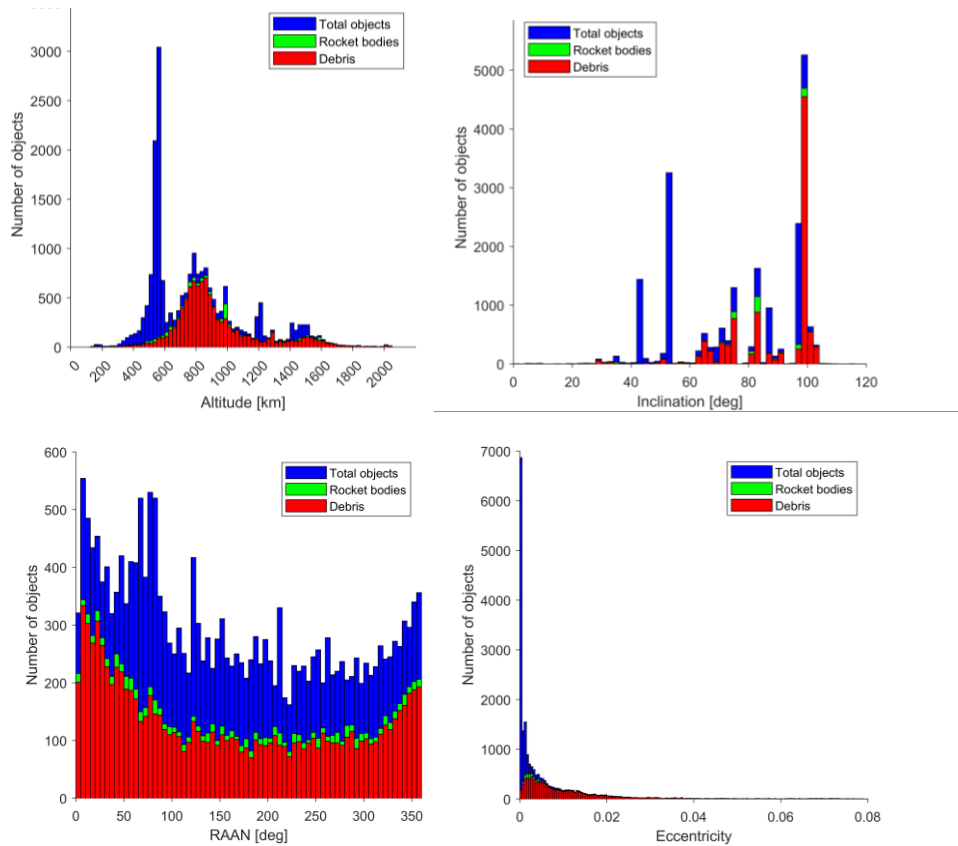 Total objects
Rocket bodies
Debris
3000
2500
2000
1500
1000
500
0
Number of objects
0 200 400 600 800 1000 1200 1400 1600 1800 2000
Altitude [km]
Total objects
Rocket bodies
Debris
5000
4000
3000
2000
1000
0
Number of objects
0 20 40 60 80 100 120
Inclination [deg]
Total objects
Rocket bodies
Debris
600
500
400
300
200
100
0
Number of objects
0 50 100 150 200 250 300 350
RAAN [deg]
Total objects
Rocket bodies
Debris
7000
6000
5000
4000
3000
2000
1000
0
Number of objects
0 0.02 0.04 0.06 0.08
Eccentricity